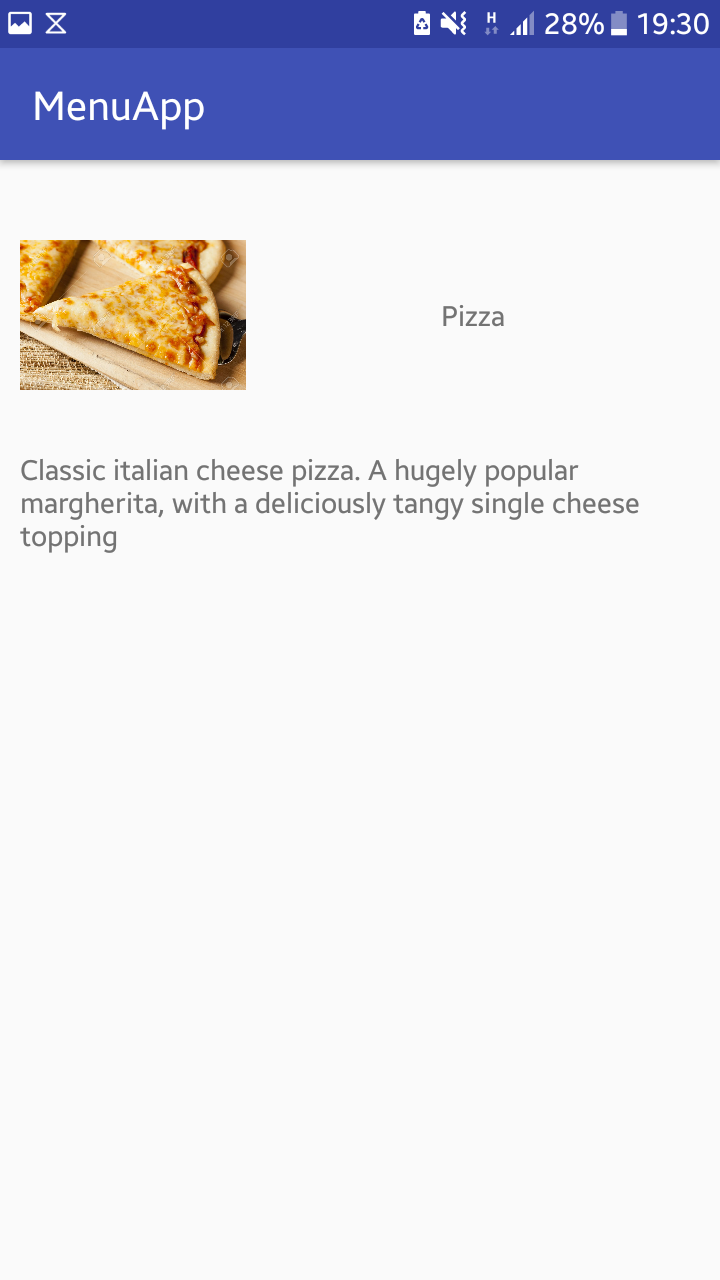 H 28% 19:30
MenuApp
Pizza
Classic italian cheese pizza. A hugely popular
margherita, with a deliciously tangy single cheese
topping